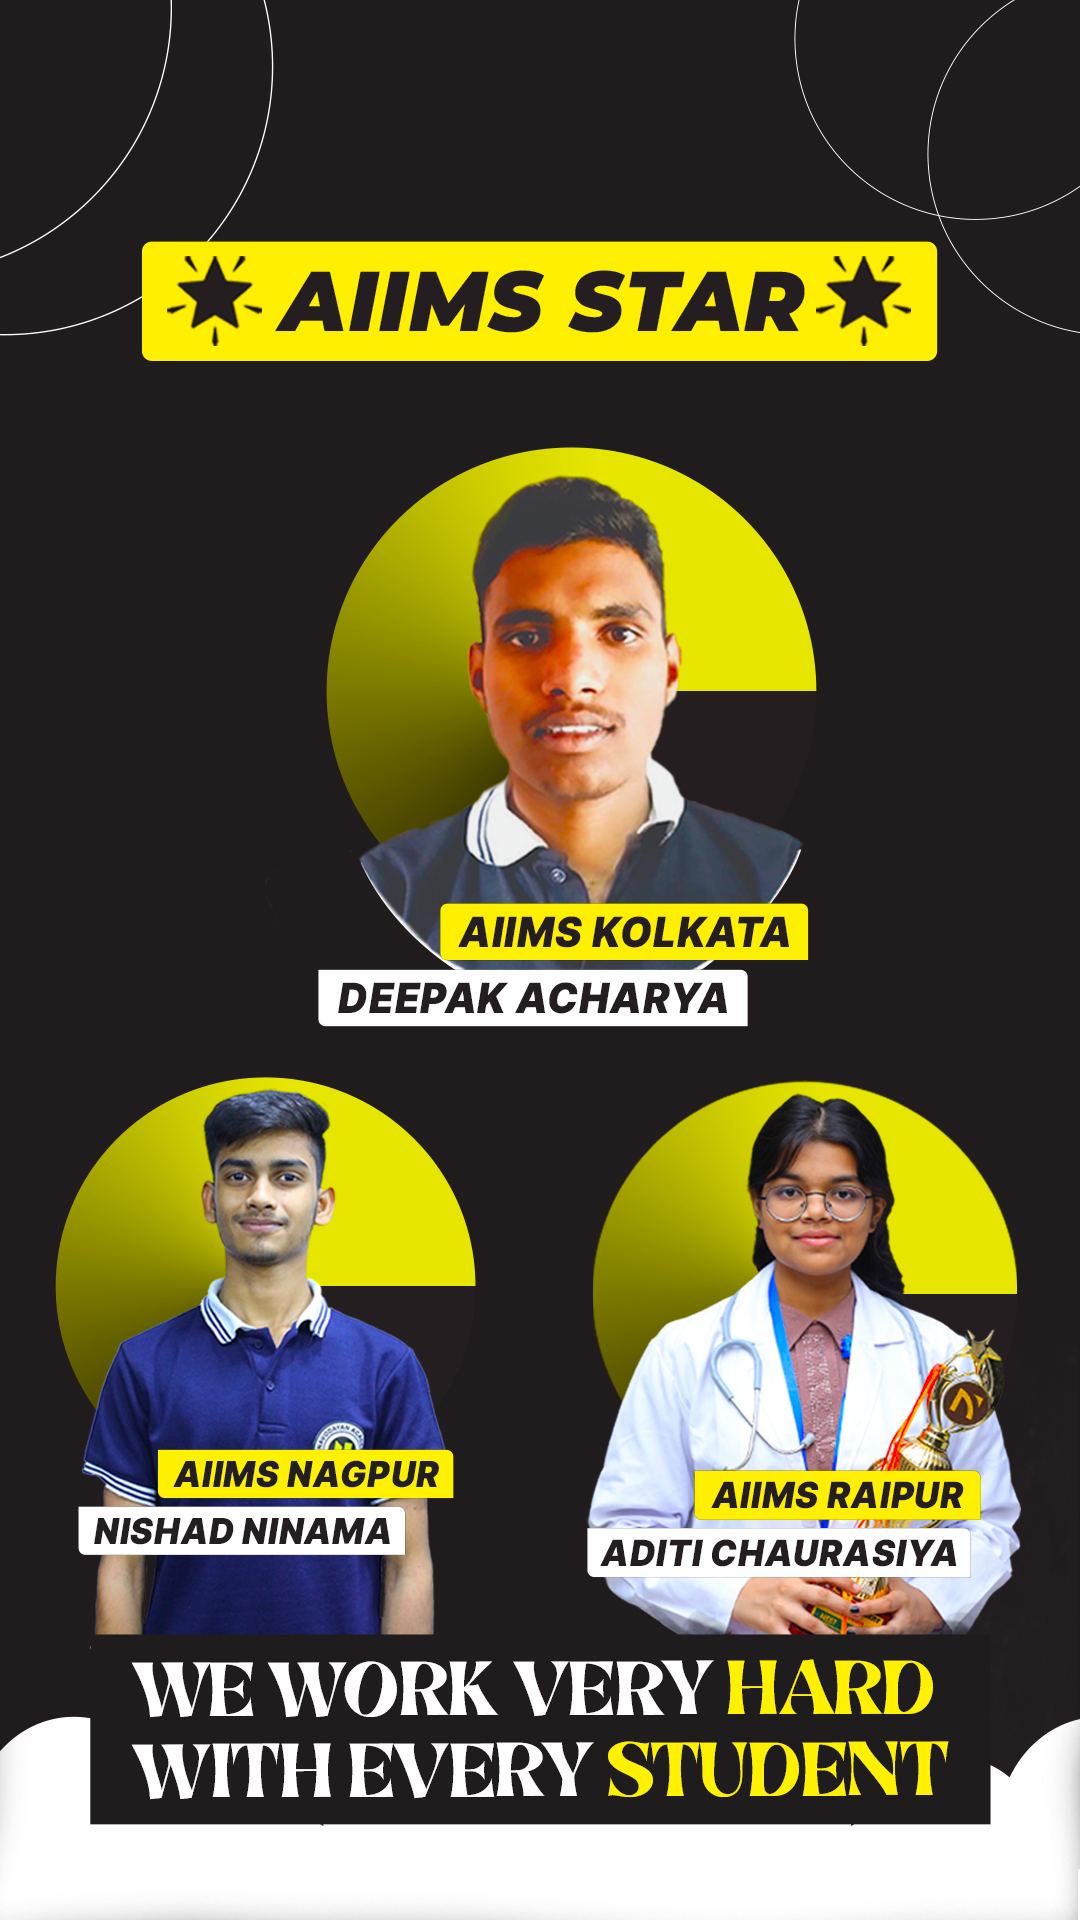 AIIMS STAR
AIIMS KOLKATA
DEEPAK ACHARYA
AIIMS NAGPUR
NISHAD NINAMA
AIIMS RAIPUR
ADITI CHAURASIYA
WE WORK VERY HARD
WITH EVERY STUDENT